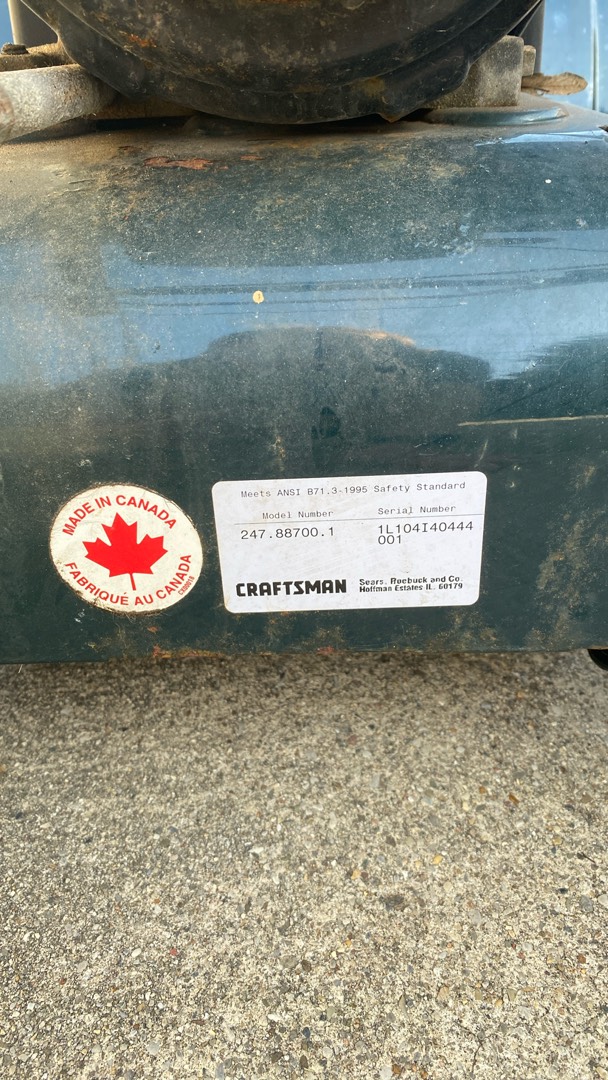 MADE IN CANADA
FABRIQUÉ AU CANADA
Meets ANSI B71.3-1995 Safety Standard
Model Number Serial Number
247.88700.1 1L104I40444
001
CRAFTSMAN Sears, Roebuck and Co.
Hoffman Estates IL. 60179